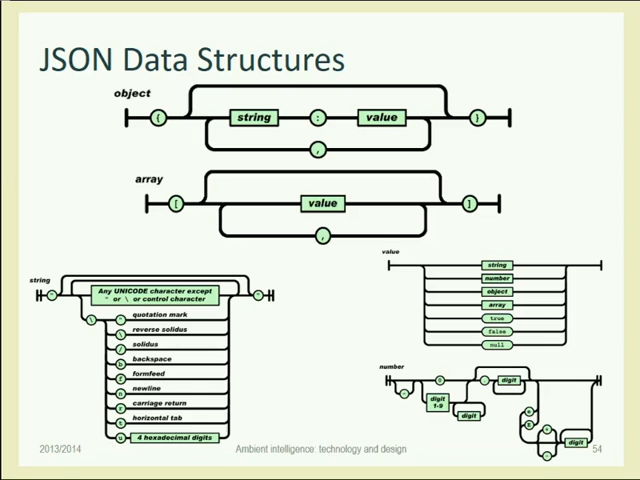 JSON Data Structures
object
{ string : value }
,
array
[ value ]
,
value
string
number
object
array
true
false
null
string
" Any UNICODE character except "
" or \ or control character
\ " quotation mark
\ reverse solidus
/ solidus
b backspace
f formfeed
n newline
r carriage return
t horizontal tab
u 4 hexadecimal digits
number
- 0 . digit
digit
1-9
digit
e
E
+
-
digit
2013/2014 Ambient intelligence: technology and design 54